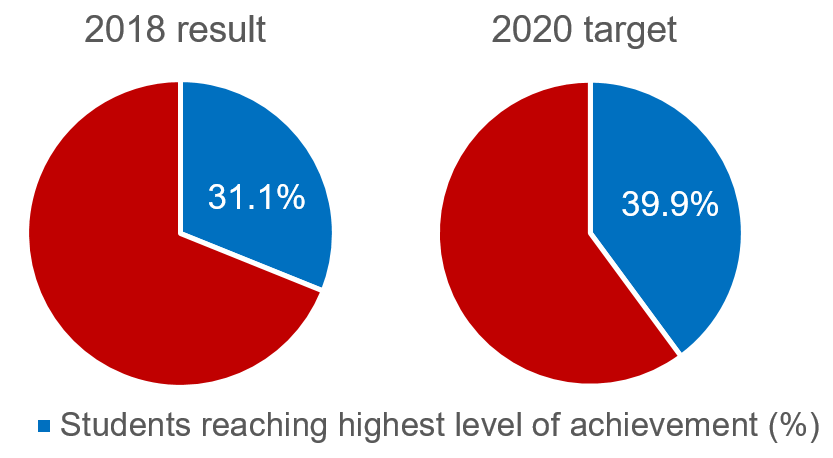 2018 result
2020 target
31.1%
39.9%
Students reaching highest level of achievement (%)